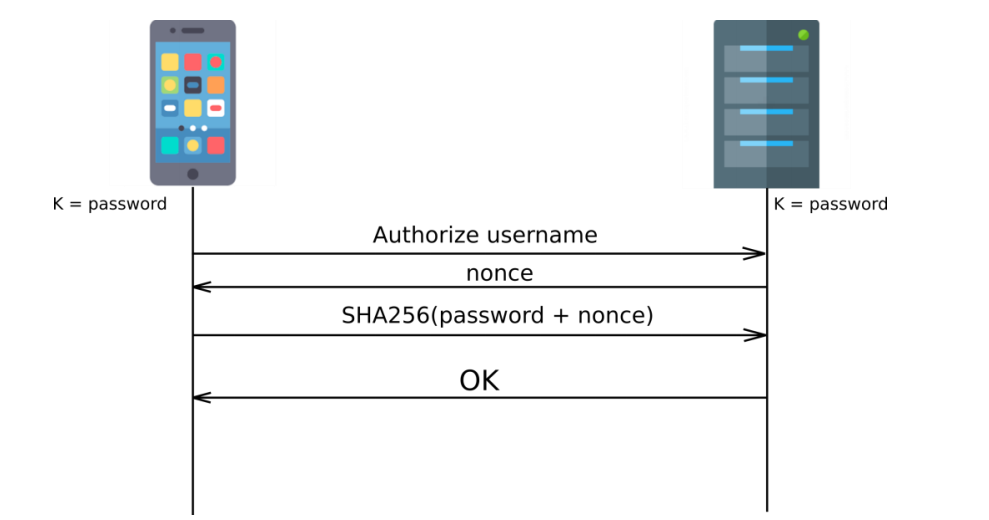 K = password
K = password
Authorize username
nonce
SHA256(password + nonce)
OK